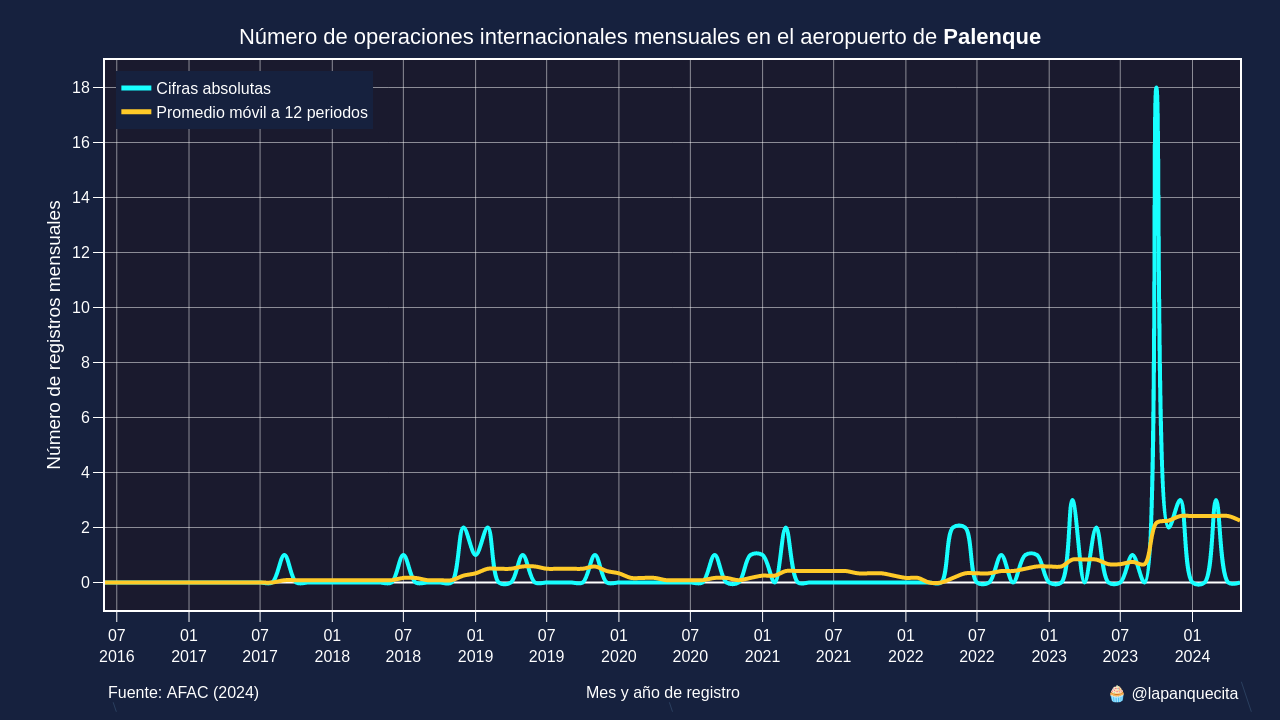 Número de operaciones internacionales mensuales en el aeropuerto de Palenque
Cifras absolutas
Promedio móvil a 12 periodos
Número de registros mensuales
18
16
14
12
10
8
6
4
2
0
07 01 07 01 07 01 07 01 07 01 07 01 07 01 07 01
2016 2017 2017 2018 2018 2019 2019 2020 2020 2021 2021 2022 2022 2023 2023 2024
Fuente: AFAC (2024)
Mes y año de registro
🧁 @lapanquecita